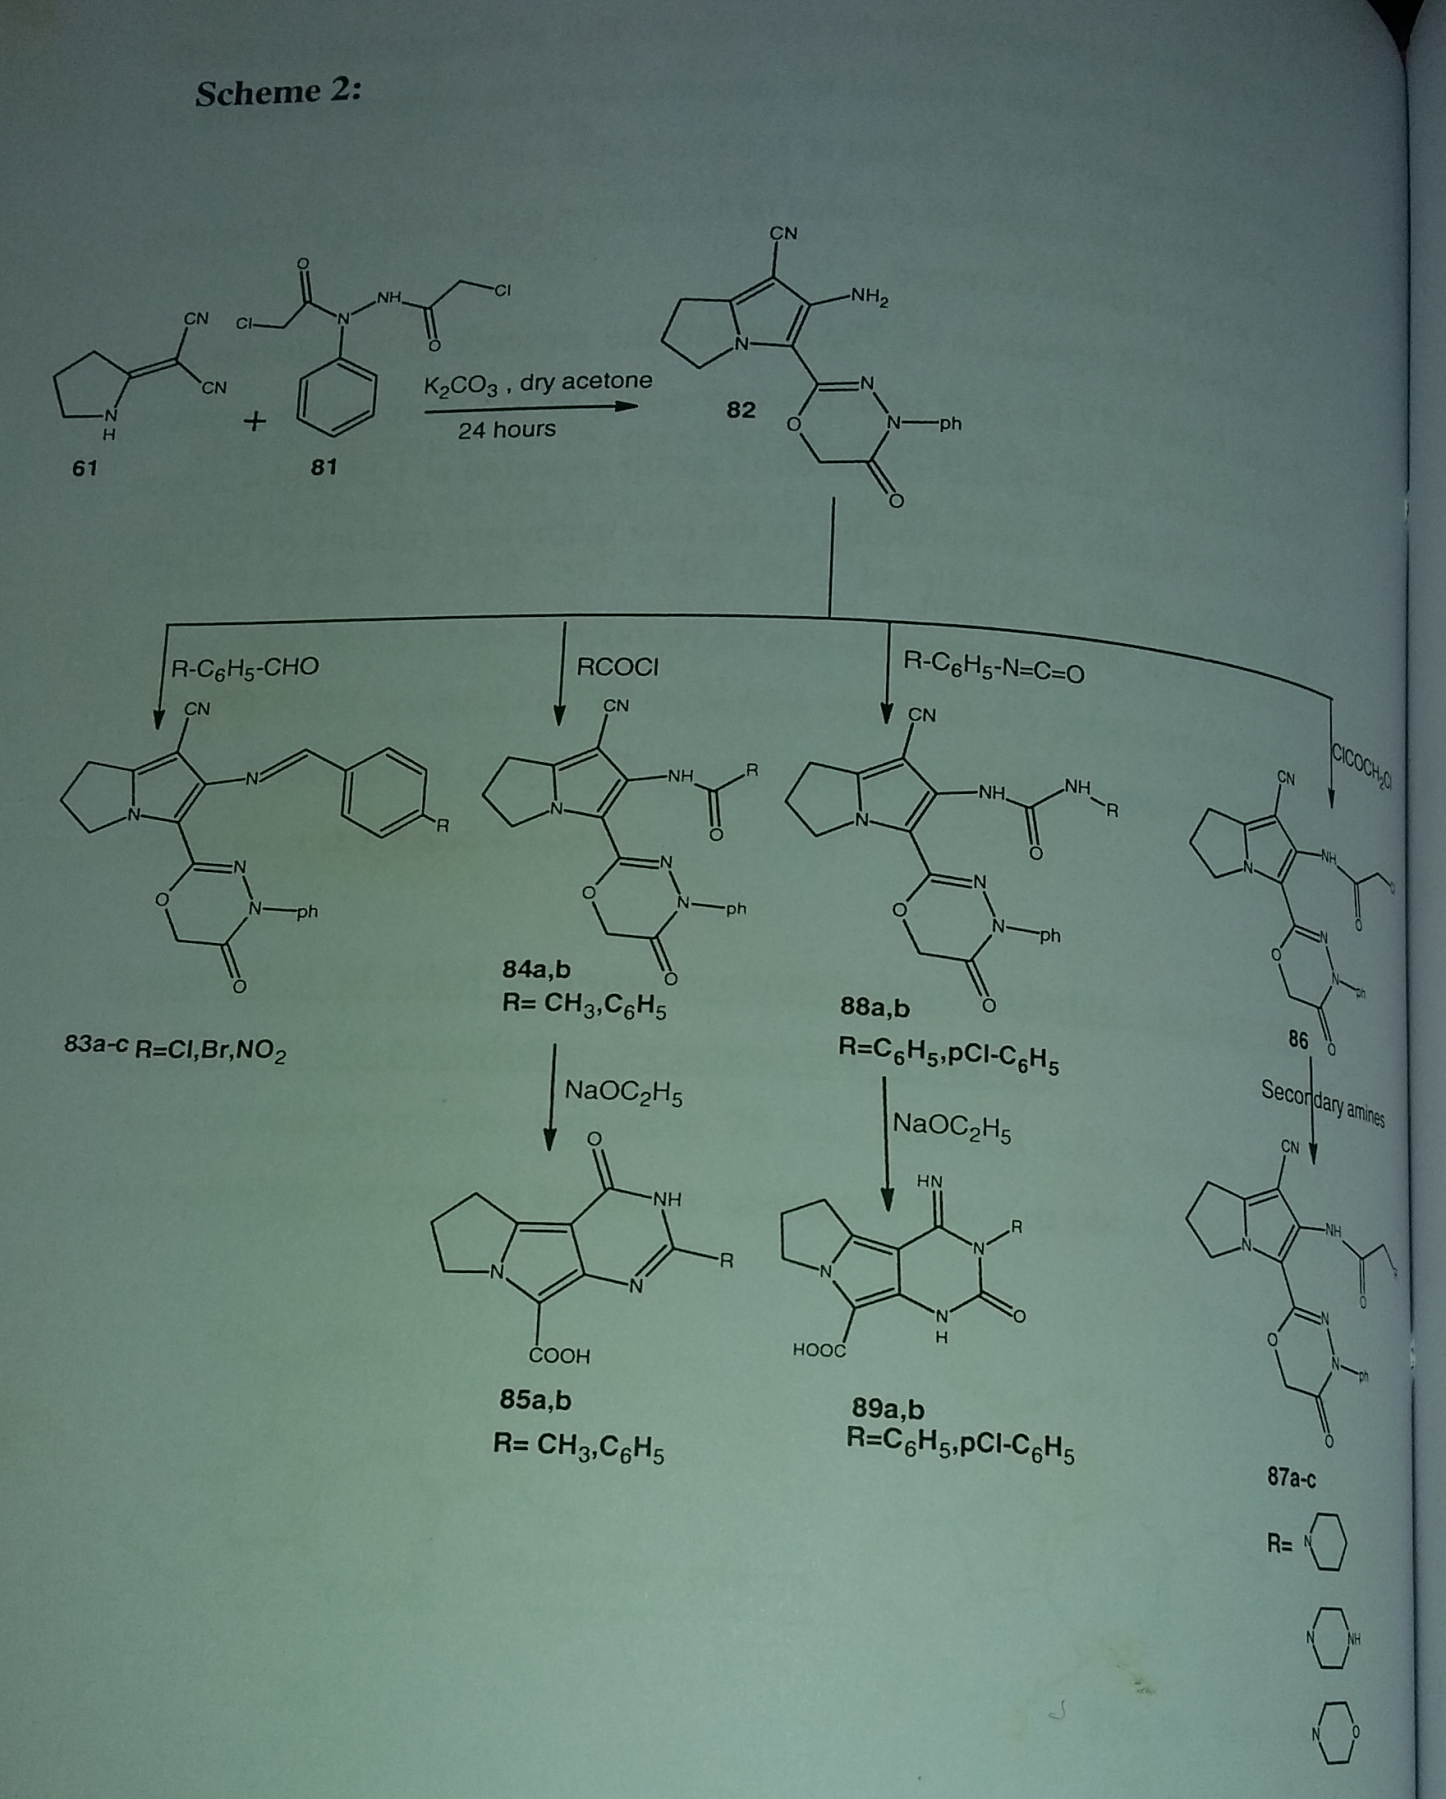 Scheme 2:
CN
O
NH
Cl
CN
Cl
N
O
NH2
CN
N
K2CO3 , dry acetone
24 hours
N
H
+
61
81
82
N
O
N
ph
O
R-C6H5-CHO
RCOCl
R-C6H5-N=C=O
ClCOCH2Cl
CN
N
N
R
N
O
N
ph
O
83a-c R=Cl,Br,NO2
CN
NH
R
N
O
N
O
N
ph
O
84a,b
R= CH3,C6H5
CN
NH
NH
R
N
O
N
O
N
ph
O
88a,b
R=C6H5,pCl-C6H5
CN
NH
N
O
N
O
N
ph
O
86
NaOC2H5
NaOC2H5
Secondary amines
O
NH
N
N
R
COOH
85a,b
R= CH3,C6H5
HN
R
N
N
N
H
O
HOOC
89a,b
R=C6H5,pCl-C6H5
CN
NH
N
O
N
O
N
ph
O
87a-c
R=
N
N
NH
N
O